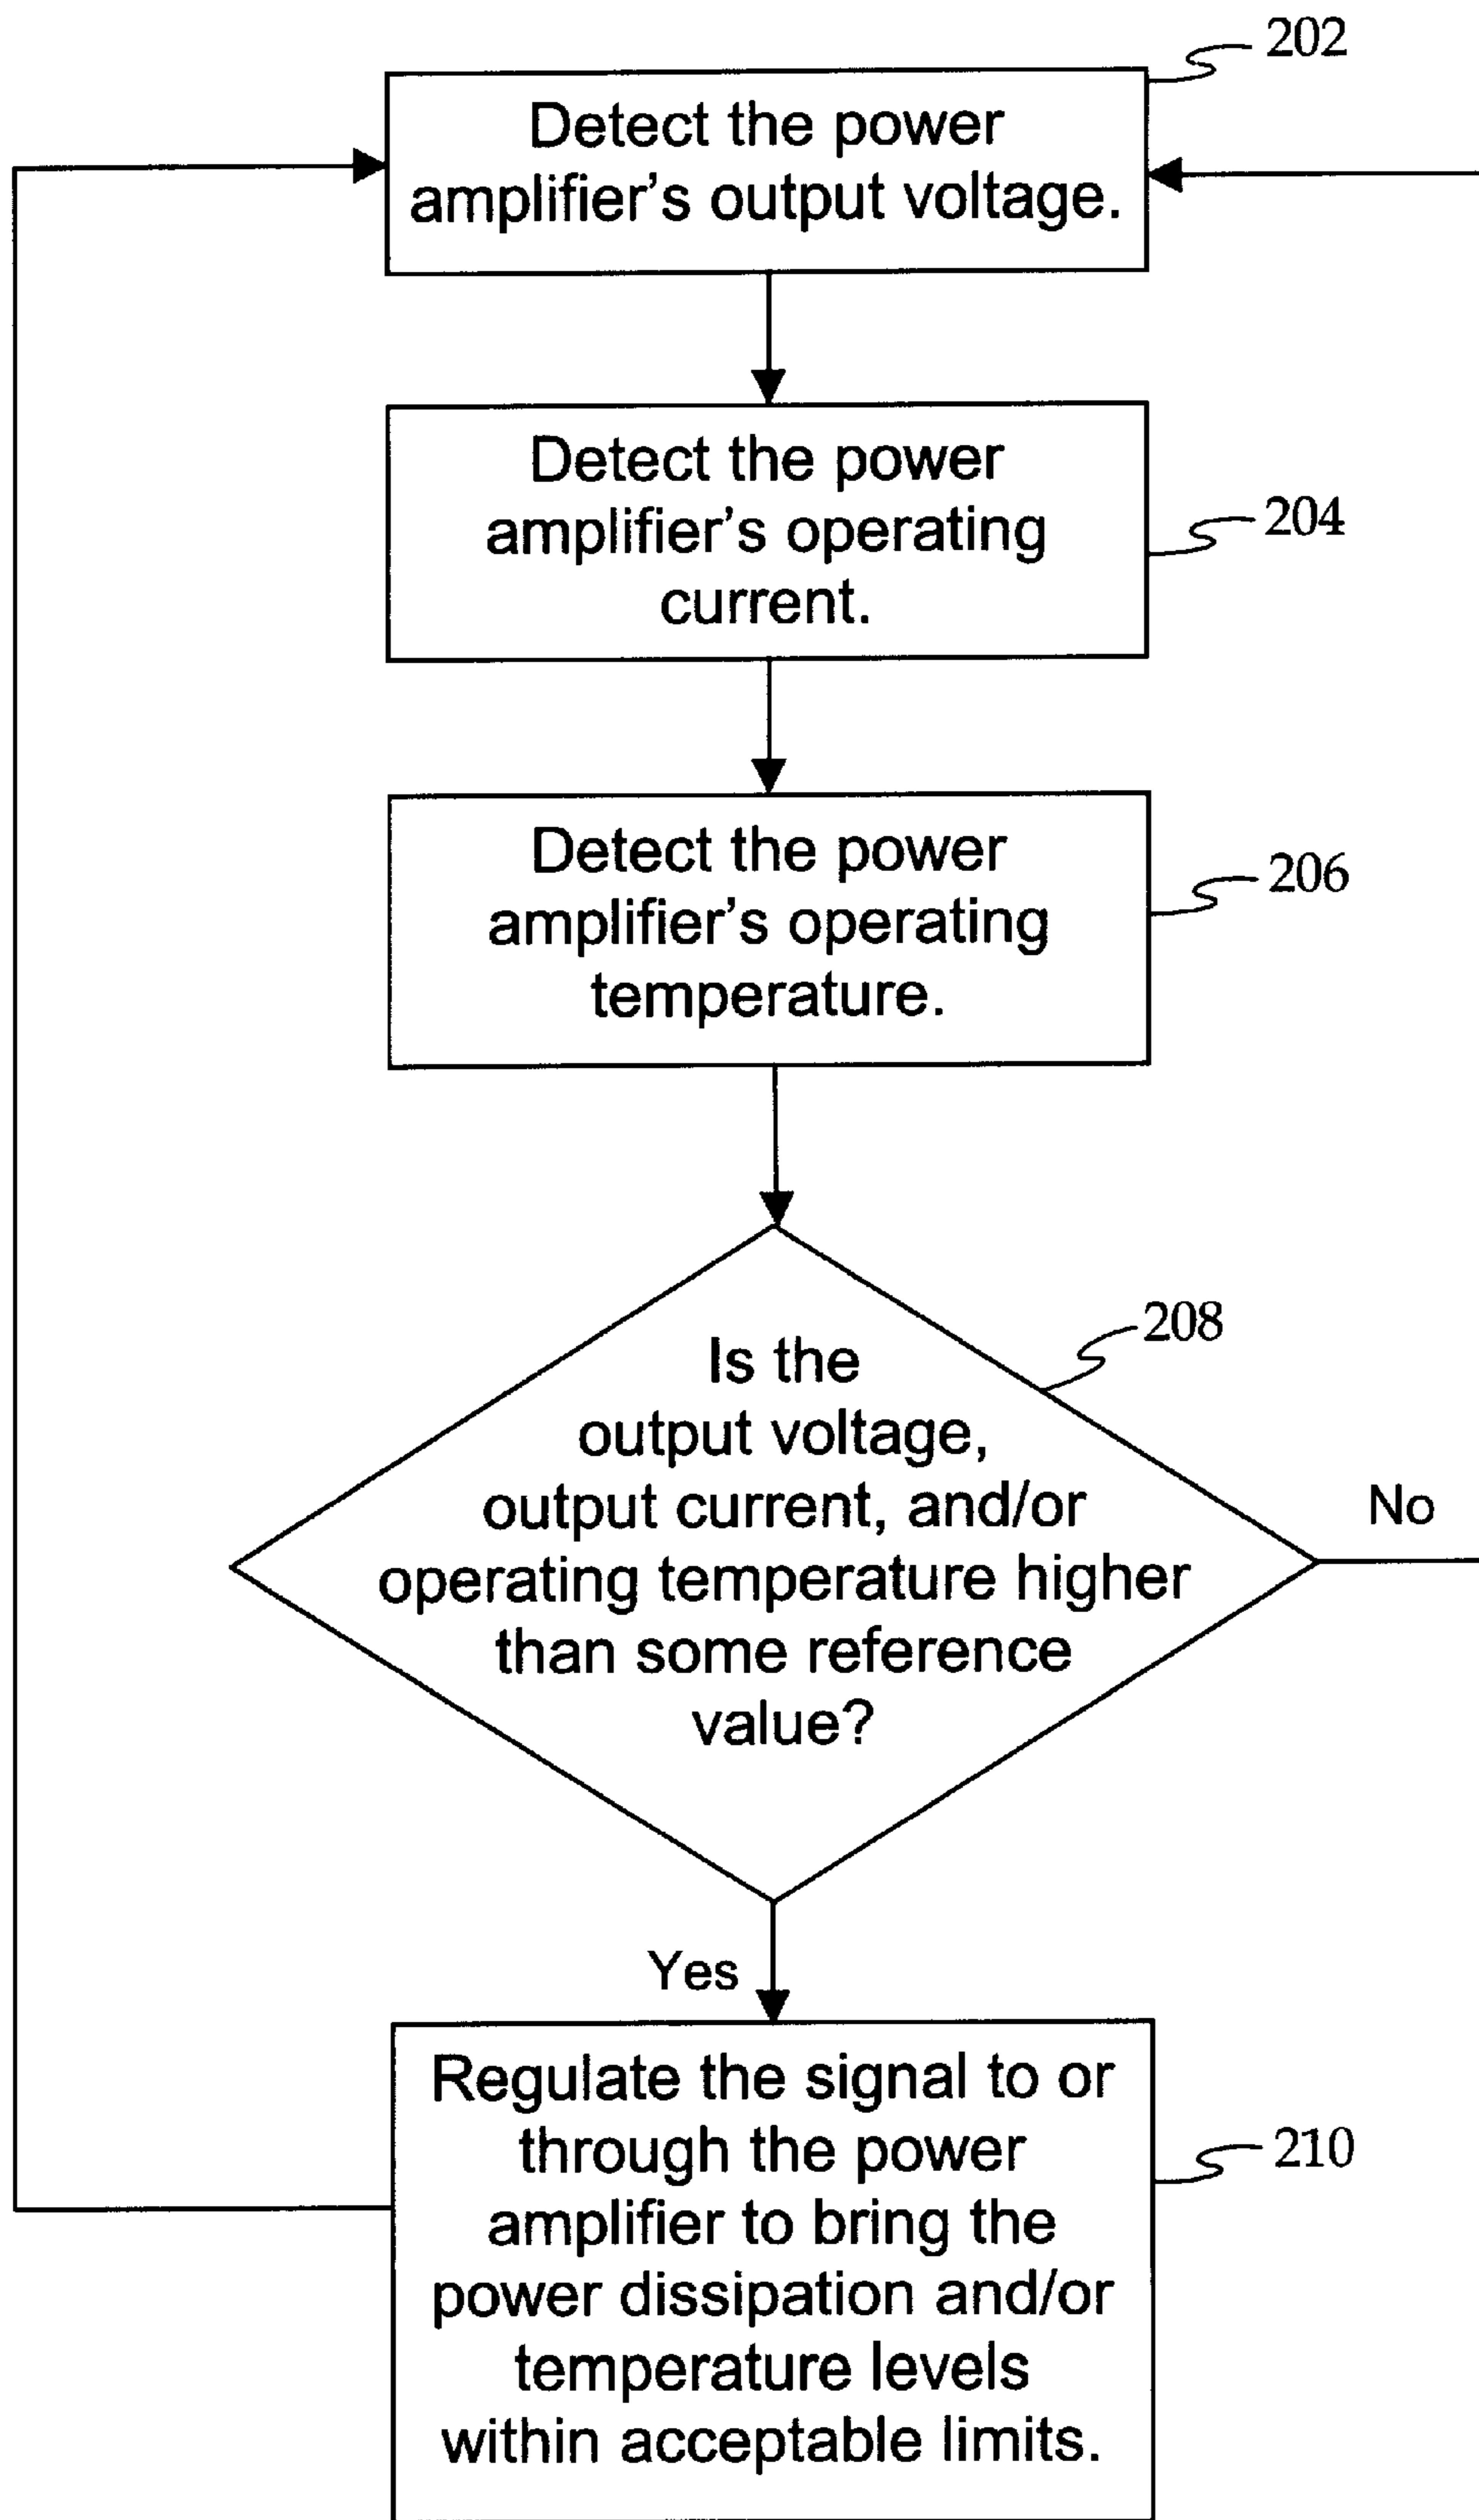 202
Detect the power
amplifier's output voltage.
Detect the power
amplifier's operating
current.
204
Detect the power
amplifier's operating
temperature.
206
208
Is the
output voltage,
output current, and/or
operating temperature higher
than some reference
value?
No
Yes
Regulate the signal to or
through the power
amplifier to bring the
power dissipation and/or
temperature levels
within acceptable limits.
210